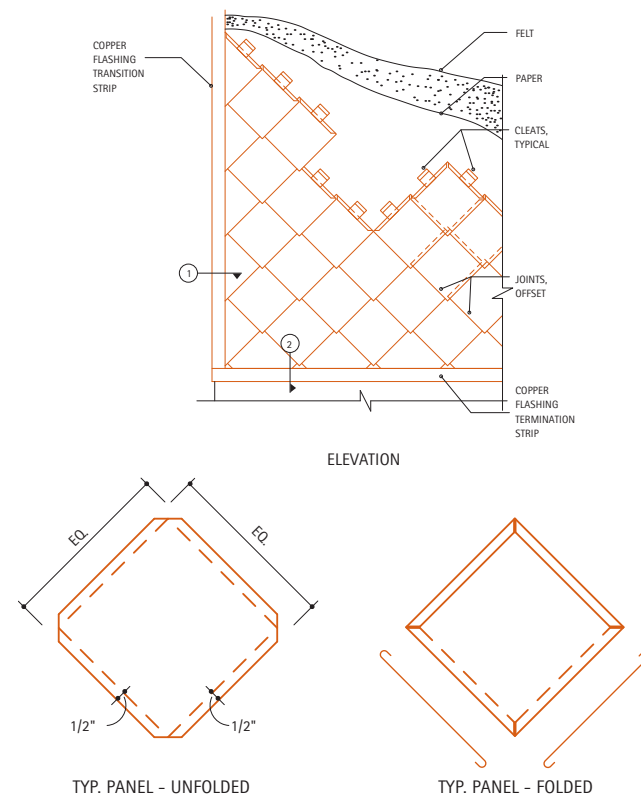 COPPER
FLASHING
TRANSITION
STRIP
FELT
PAPER
CLEATS,
TYPICAL
1
JOINTS,
OFFSET
2
COPPER
FLASHING
TERMINATION
STRIP
ELEVATION
EQ.
EQ.
1/2"
1/2"
TYP. PANEL - UNFOLDED
TYP. PANEL - FOLDED